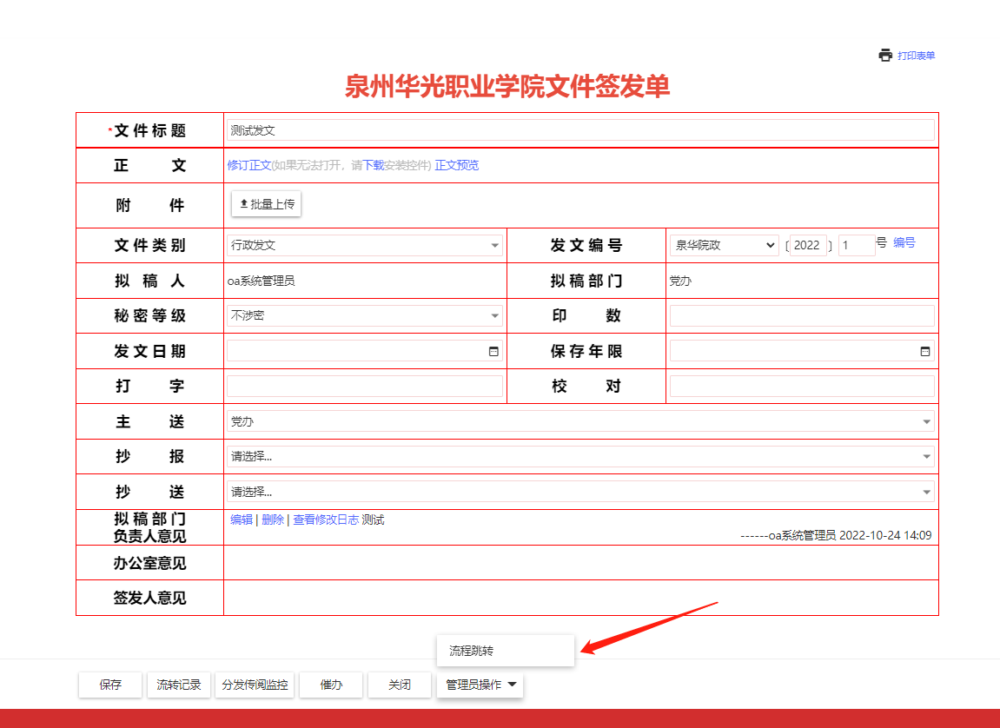 打印表单
泉州华光职业学院文件签发单
*文件标题 测试发文
正 文 修订正文(如果无法打开，请下载安装控件) 正文预览
附 件 批量上传
文件类别 行政发文 发文编号 泉华院政 〔2022〕 1 号 编号
拟稿人 oa系统管理员 拟稿部门 党办
秘密等级 不涉密 印 数
发文日期 保存年限
打 字 校 对
主 送 党办
抄 报 请选择...
抄 送 请选择...
拟稿部门 编辑 | 删除 | 查看修改日志 测试
负责人意见 ------oa系统管理员 2022-10-24 14:09
办公室意见
签发人意见
流程跳转
保存 流转记录 分发传阅监控 催办 关闭 管理员操作